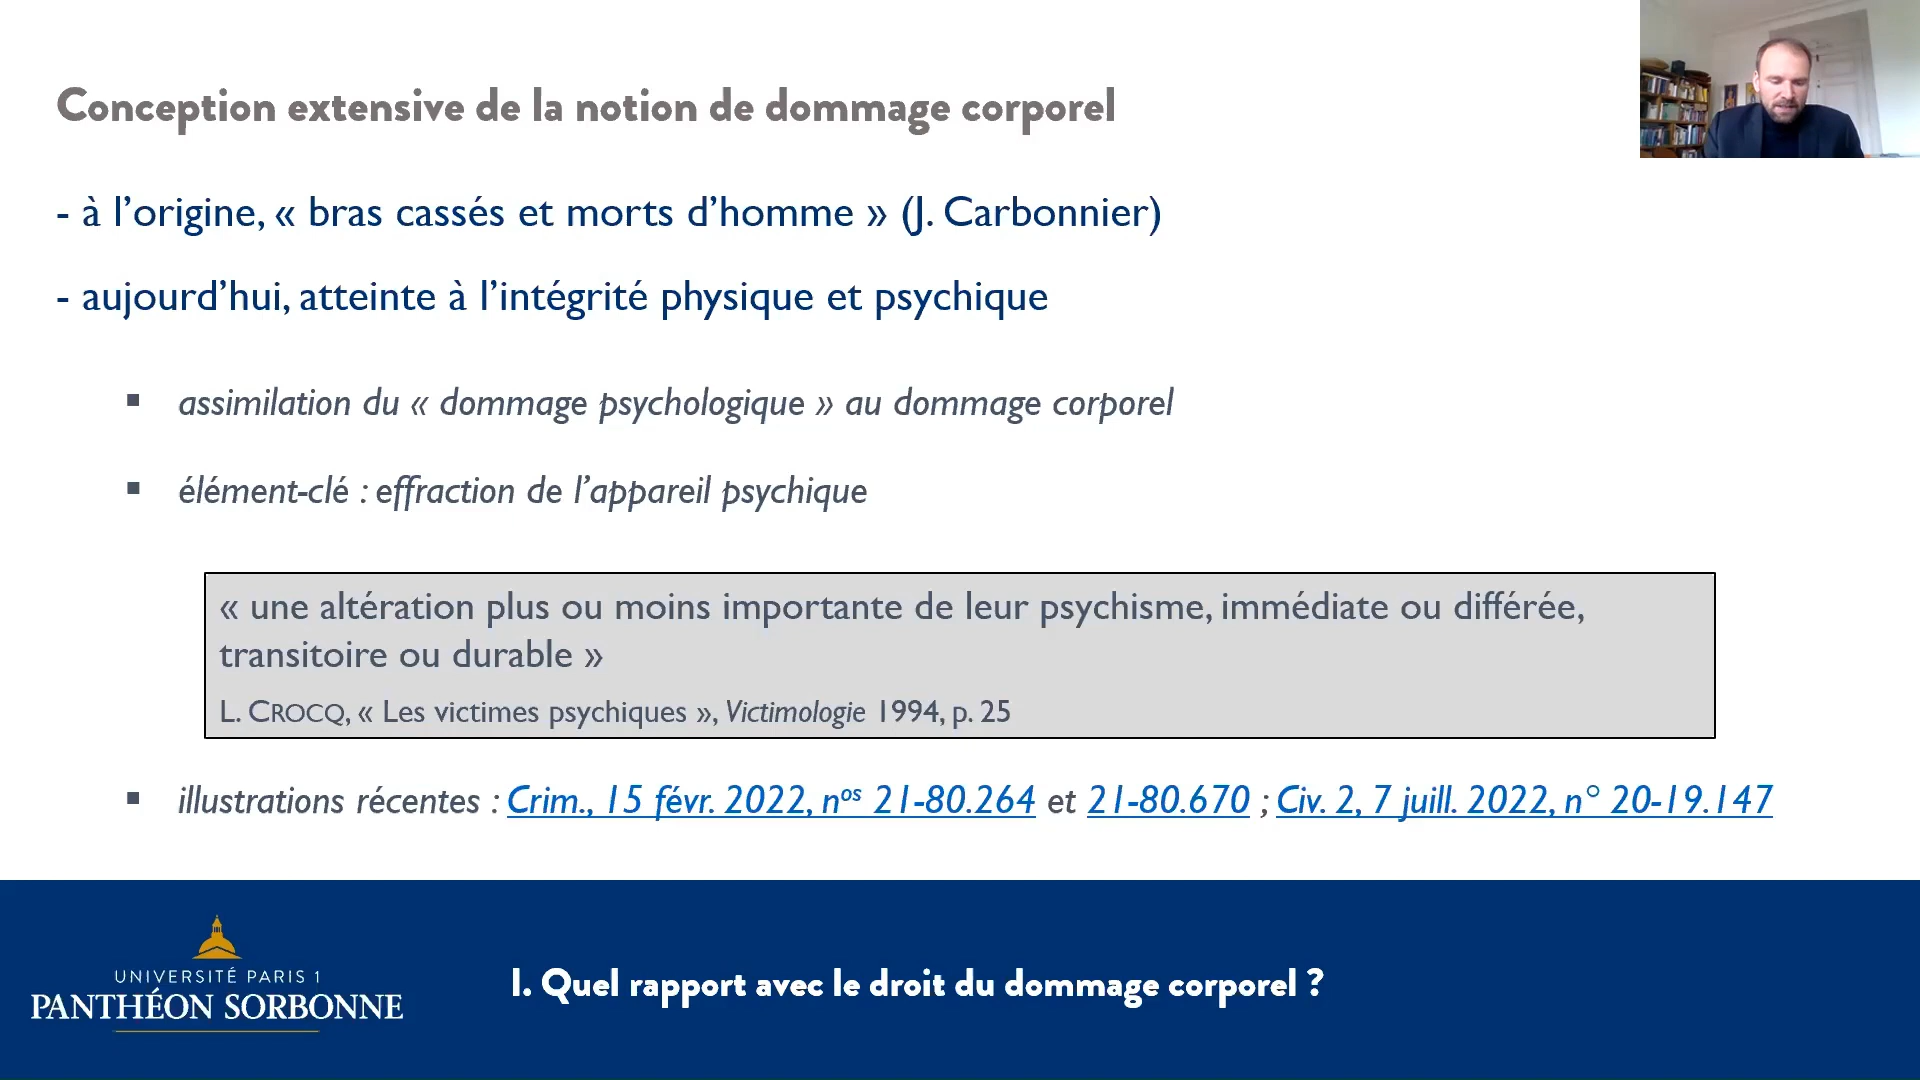 Conception extensive de la notion de dommage corporel
- à l’origine, « bras cassés et morts d’homme » (J. Carbonnier)
- aujourd’hui, atteinte à l’intégrité physique et psychique
▪ assimilation du « dommage psychologique » au dommage corporel
▪ élément-clé : effraction de l’appareil psychique
« une altération plus ou moins importante de leur psychisme, immédiate ou différée,
transitoire ou durable »
L. CROCQ, « Les victimes psychiques », Victimologie 1994, p. 25
▪ illustrations récentes : Crim., 15 févr. 2022, nos 21-80.264 et 21-80.670 ; Civ. 2, 7 juill. 2022, n° 20-19.147
UNIVERSITÉ PARIS 1
PANTHÉON SORBONNE
I. Quel rapport avec le droit du dommage corporel ?